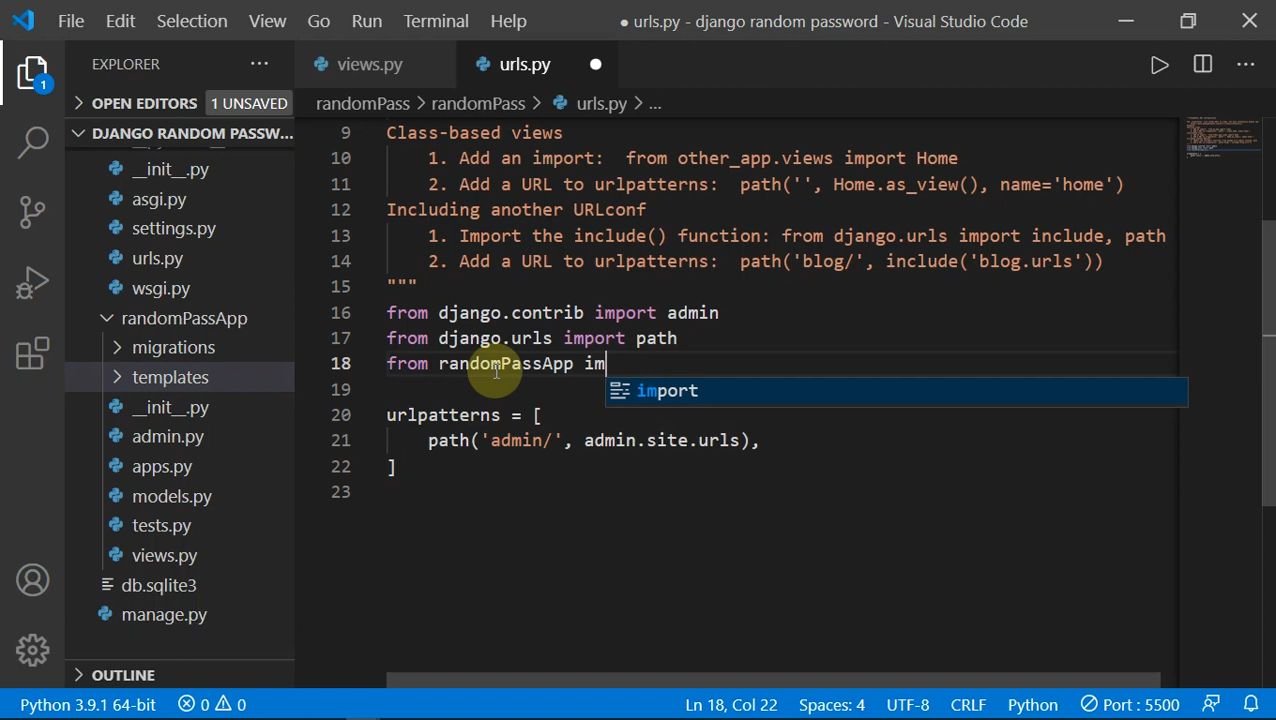 File Edit Selection View Go Run Terminal Help ● urls.py - django random password - Visual Studio Code
EXPLORER ... views.py urls.py ● ...
1
OPEN EDITORS 1 UNSAVED
randomPass > randomPass > urls.py > ...
DJANGO RANDOM PASSW...
__init__.py
asgi.py
settings.py
urls.py
wsgi.py
randomPassApp
migrations
templates
__init__.py
admin.py
apps.py
models.py
tests.py
views.py
db.sqlite3
manage.py
OUTLINE
9 Class-based views
10 1. Add an import: from other_app.views import Home
11 2. Add a URL to urlpatterns: path('', Home.as_view(), name='home')
12 Including another URLconf
13 1. Import the include() function: from django.urls import include, path
14 2. Add a URL to urlpatterns: path('blog/', include('blog.urls'))
15 """
16 from django.contrib import admin
17 from django.urls import path
18 from randomPassApp im
19 import
20 urlpatterns = [
21 path('admin/', admin.site.urls),
22 ]
23
Python 3.9.1 64-bit 0 0 Ln 18, Col 22 Spaces: 4 UTF-8 CRLF Python Port : 5500